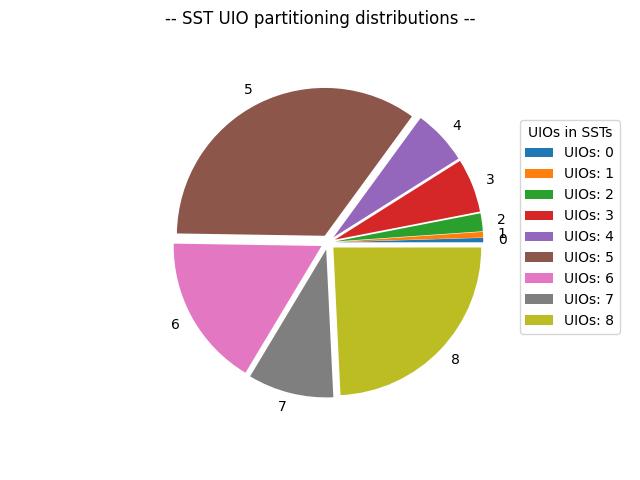 -- SST UIO partitioning distributions --
5
4
3
2
1
0
6
7
8
UIOs in SSTs
UIOs: 0
UIOs: 1
UIOs: 2
UIOs: 3
UIOs: 4
UIOs: 5
UIOs: 6
UIOs: 7
UIOs: 8